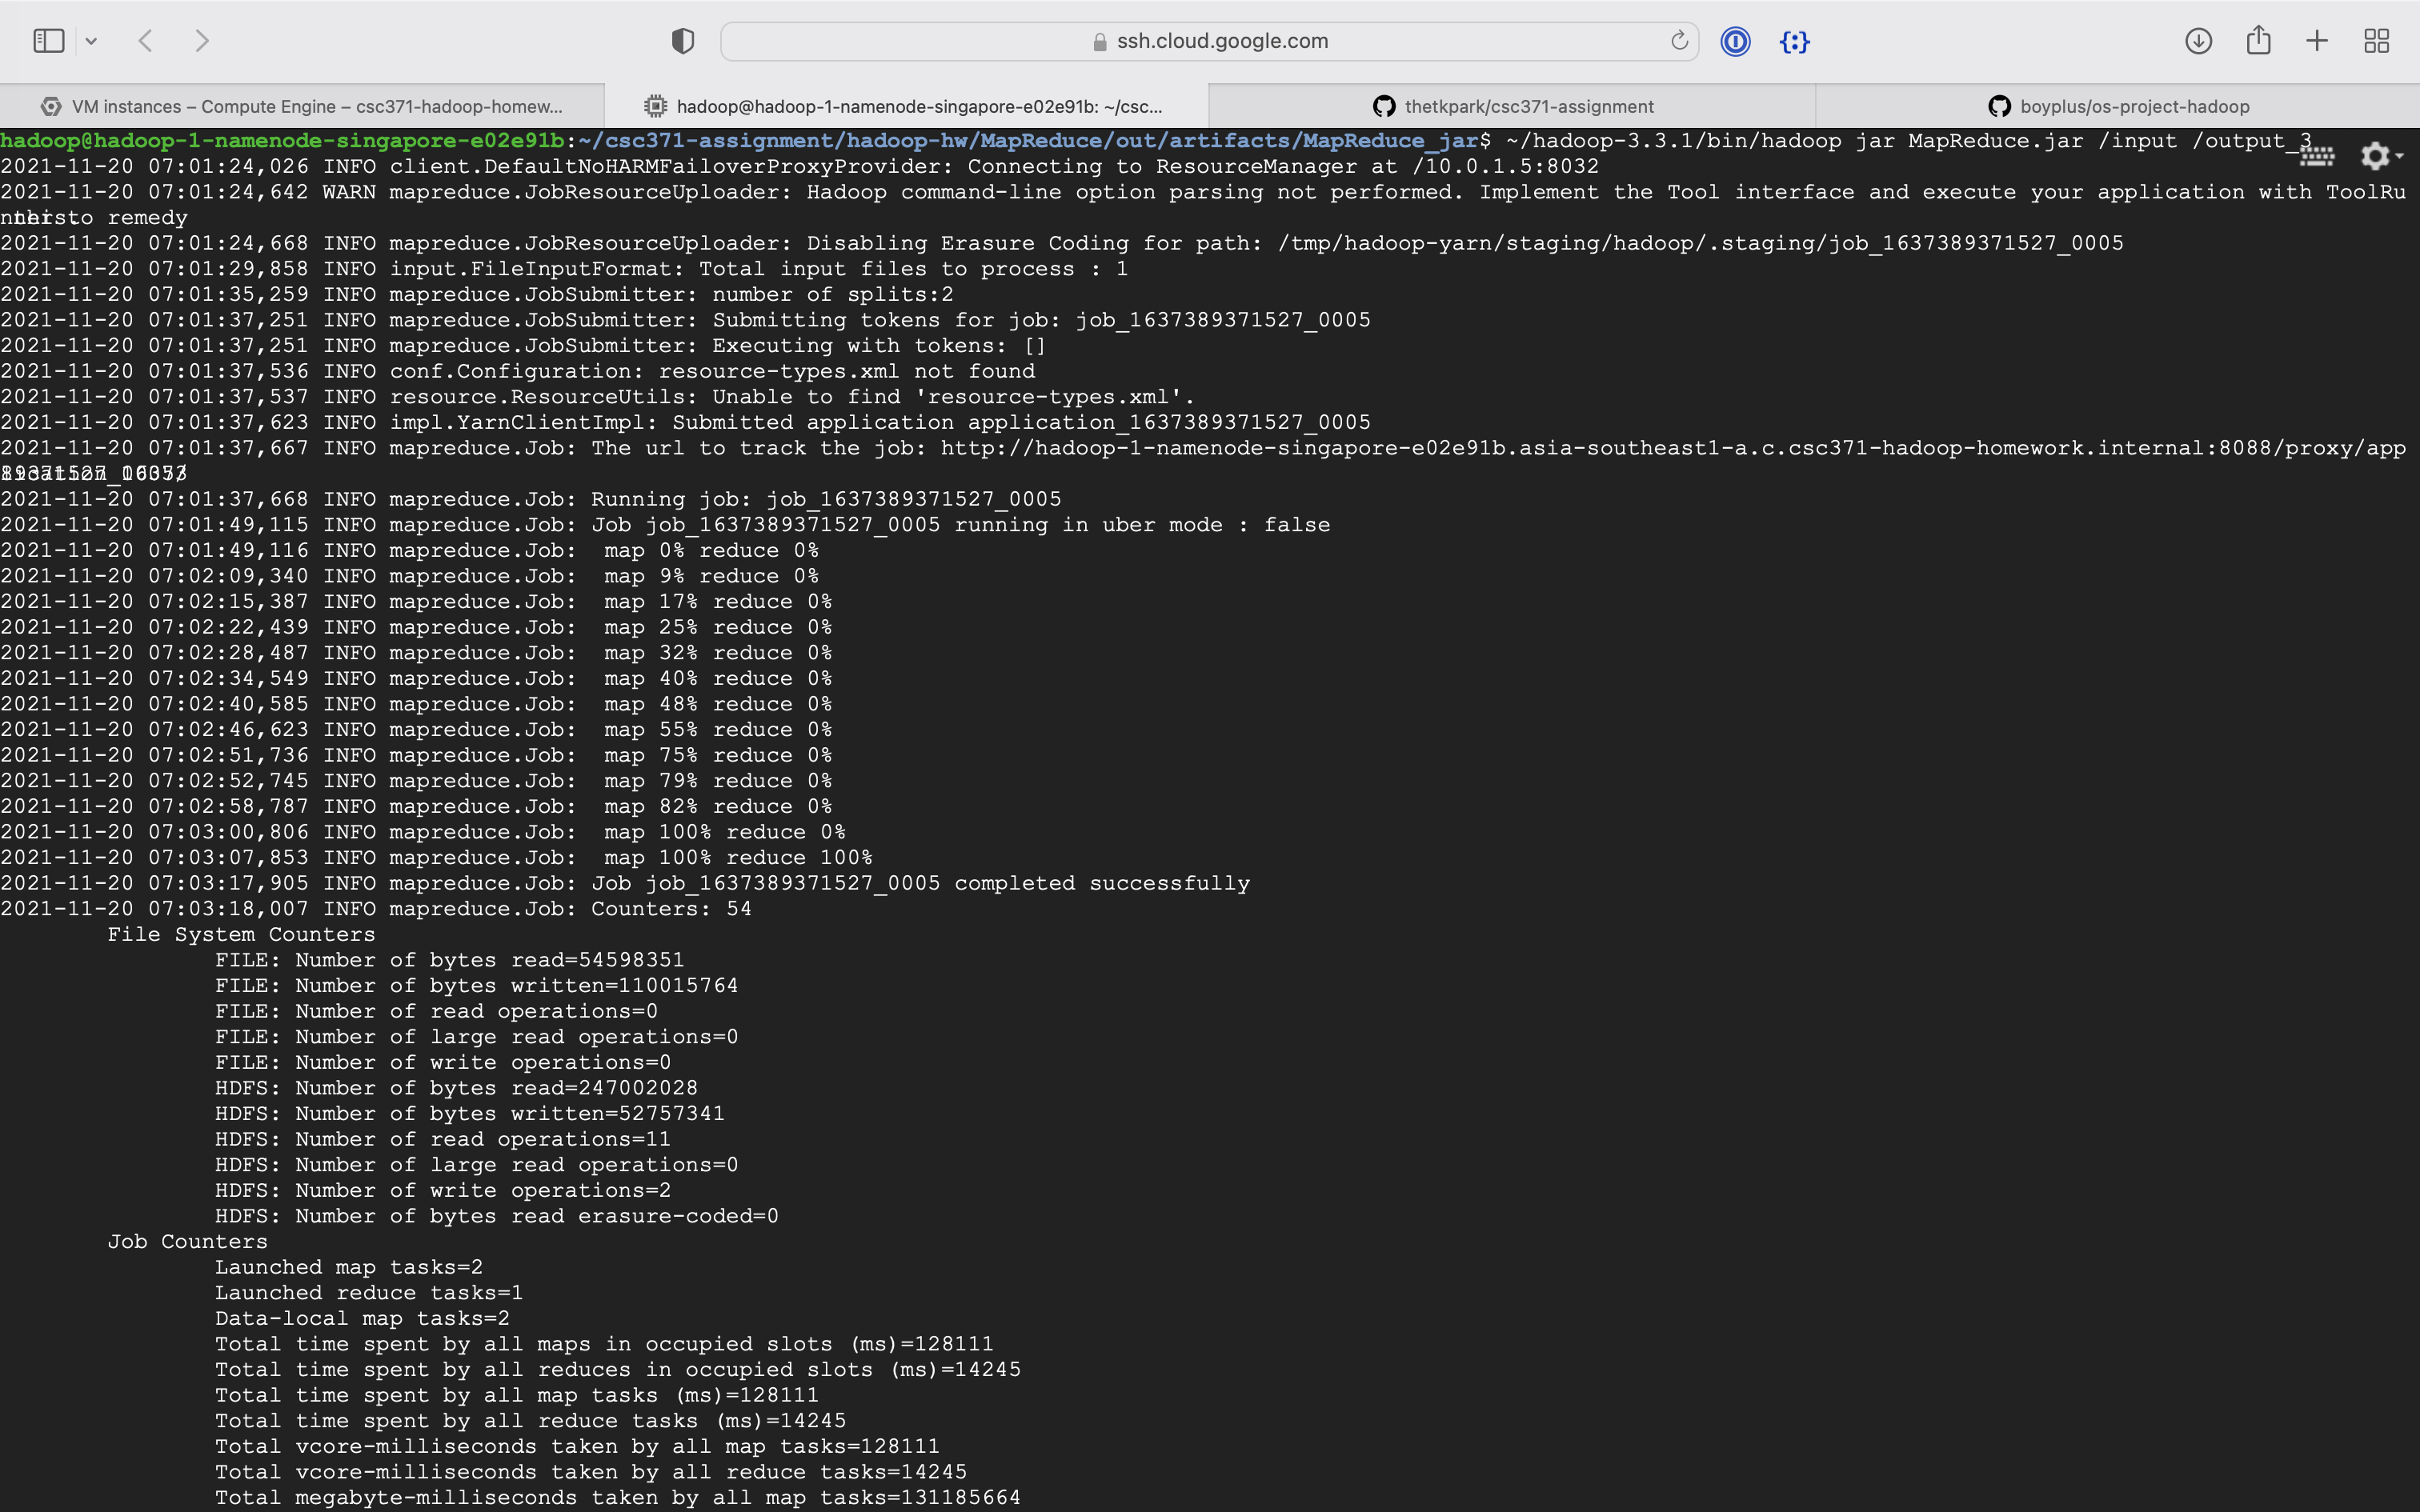 ssh.cloud.google.com
VM instances – Compute Engine – csc371-hadoop-homew...
hadoop@hadoop-1-namenode-singapore-e02e91b: ~/csc...
thetkpark/csc371-assignment
boyplus/os-project-hadoop
hadoop@hadoop-1-namenode-singapore-e02e91b:~/csc371-assignment/hadoop-hw/MapReduce/out/artifacts/MapReduce_jar$ ~/hadoop-3.3.1/bin/hadoop jar MapReduce.jar /input /output_3
2021-11-20 07:01:24,026 INFO client.DefaultNoHARMFailoverProxyProvider: Connecting to ResourceManager at /10.0.1.5:8032
2021-11-20 07:01:24,642 WARN mapreduce.JobResourceUploader: Hadoop command-line option parsing not performed. Implement the Tool interface and execute your application with ToolRu
to remedy
2021-11-20 07:01:24,668 INFO mapreduce.JobResourceUploader: Disabling Erasure Coding for path: /tmp/hadoop-yarn/staging/hadoop/.staging/job_1637389371527_0005
2021-11-20 07:01:29,858 INFO input.FileInputFormat: Total input files to process : 1
2021-11-20 07:01:35,259 INFO mapreduce.JobSubmitter: number of splits:2
2021-11-20 07:01:37,251 INFO mapreduce.JobSubmitter: Submitting tokens for job: job_1637389371527_0005
2021-11-20 07:01:37,251 INFO mapreduce.JobSubmitter: Executing with tokens: []
2021-11-20 07:01:37,536 INFO conf.Configuration: resource-types.xml not found
2021-11-20 07:01:37,537 INFO resource.ResourceUtils: Unable to find 'resource-types.xml'.
2021-11-20 07:01:37,623 INFO impl.YarnClientImpl: Submitted application application_1637389371527_0005
2021-11-20 07:01:37,667 INFO mapreduce.Job: The url to track the job: http://hadoop-1-namenode-singapore-e02e91b.asia-southeast1-a.c.csc371-hadoop-homework.internal:8088/proxy/app
2021-11-20 07:01:37,668 INFO mapreduce.Job: Running job: job_1637389371527_0005
2021-11-20 07:01:49,115 INFO mapreduce.Job: Job job_1637389371527_0005 running in uber mode : false
2021-11-20 07:01:49,116 INFO mapreduce.Job:  map 0% reduce 0%
2021-11-20 07:02:09,340 INFO mapreduce.Job:  map 9% reduce 0%
2021-11-20 07:02:15,387 INFO mapreduce.Job:  map 17% reduce 0%
2021-11-20 07:02:22,439 INFO mapreduce.Job:  map 25% reduce 0%
2021-11-20 07:02:28,487 INFO mapreduce.Job:  map 32% reduce 0%
2021-11-20 07:02:34,549 INFO mapreduce.Job:  map 40% reduce 0%
2021-11-20 07:02:40,585 INFO mapreduce.Job:  map 48% reduce 0%
2021-11-20 07:02:46,623 INFO mapreduce.Job:  map 55% reduce 0%
2021-11-20 07:02:51,736 INFO mapreduce.Job:  map 75% reduce 0%
2021-11-20 07:02:52,745 INFO mapreduce.Job:  map 79% reduce 0%
2021-11-20 07:02:58,787 INFO mapreduce.Job:  map 82% reduce 0%
2021-11-20 07:03:00,806 INFO mapreduce.Job:  map 100% reduce 0%
2021-11-20 07:03:07,853 INFO mapreduce.Job:  map 100% reduce 100%
2021-11-20 07:03:17,905 INFO mapreduce.Job: Job job_1637389371527_0005 completed successfully
2021-11-20 07:03:18,007 INFO mapreduce.Job: Counters: 54
File System Counters
FILE: Number of bytes read=54598351
FILE: Number of bytes written=110015764
FILE: Number of read operations=0
FILE: Number of large read operations=0
FILE: Number of write operations=0
HDFS: Number of bytes read=247002028
HDFS: Number of bytes written=52757341
HDFS: Number of read operations=11
HDFS: Number of large read operations=0
HDFS: Number of write operations=2
HDFS: Number of bytes read erasure-coded=0
Job Counters
Launched map tasks=2
Launched reduce tasks=1
Data-local map tasks=2
Total time spent by all maps in occupied slots (ms)=128111
Total time spent by all reduces in occupied slots (ms)=14245
Total time spent by all map tasks (ms)=128111
Total time spent by all reduce tasks (ms)=14245
Total vcore-milliseconds taken by all map tasks=128111
Total vcore-milliseconds taken by all reduce tasks=14245
Total megabyte-milliseconds taken by all map tasks=131185664